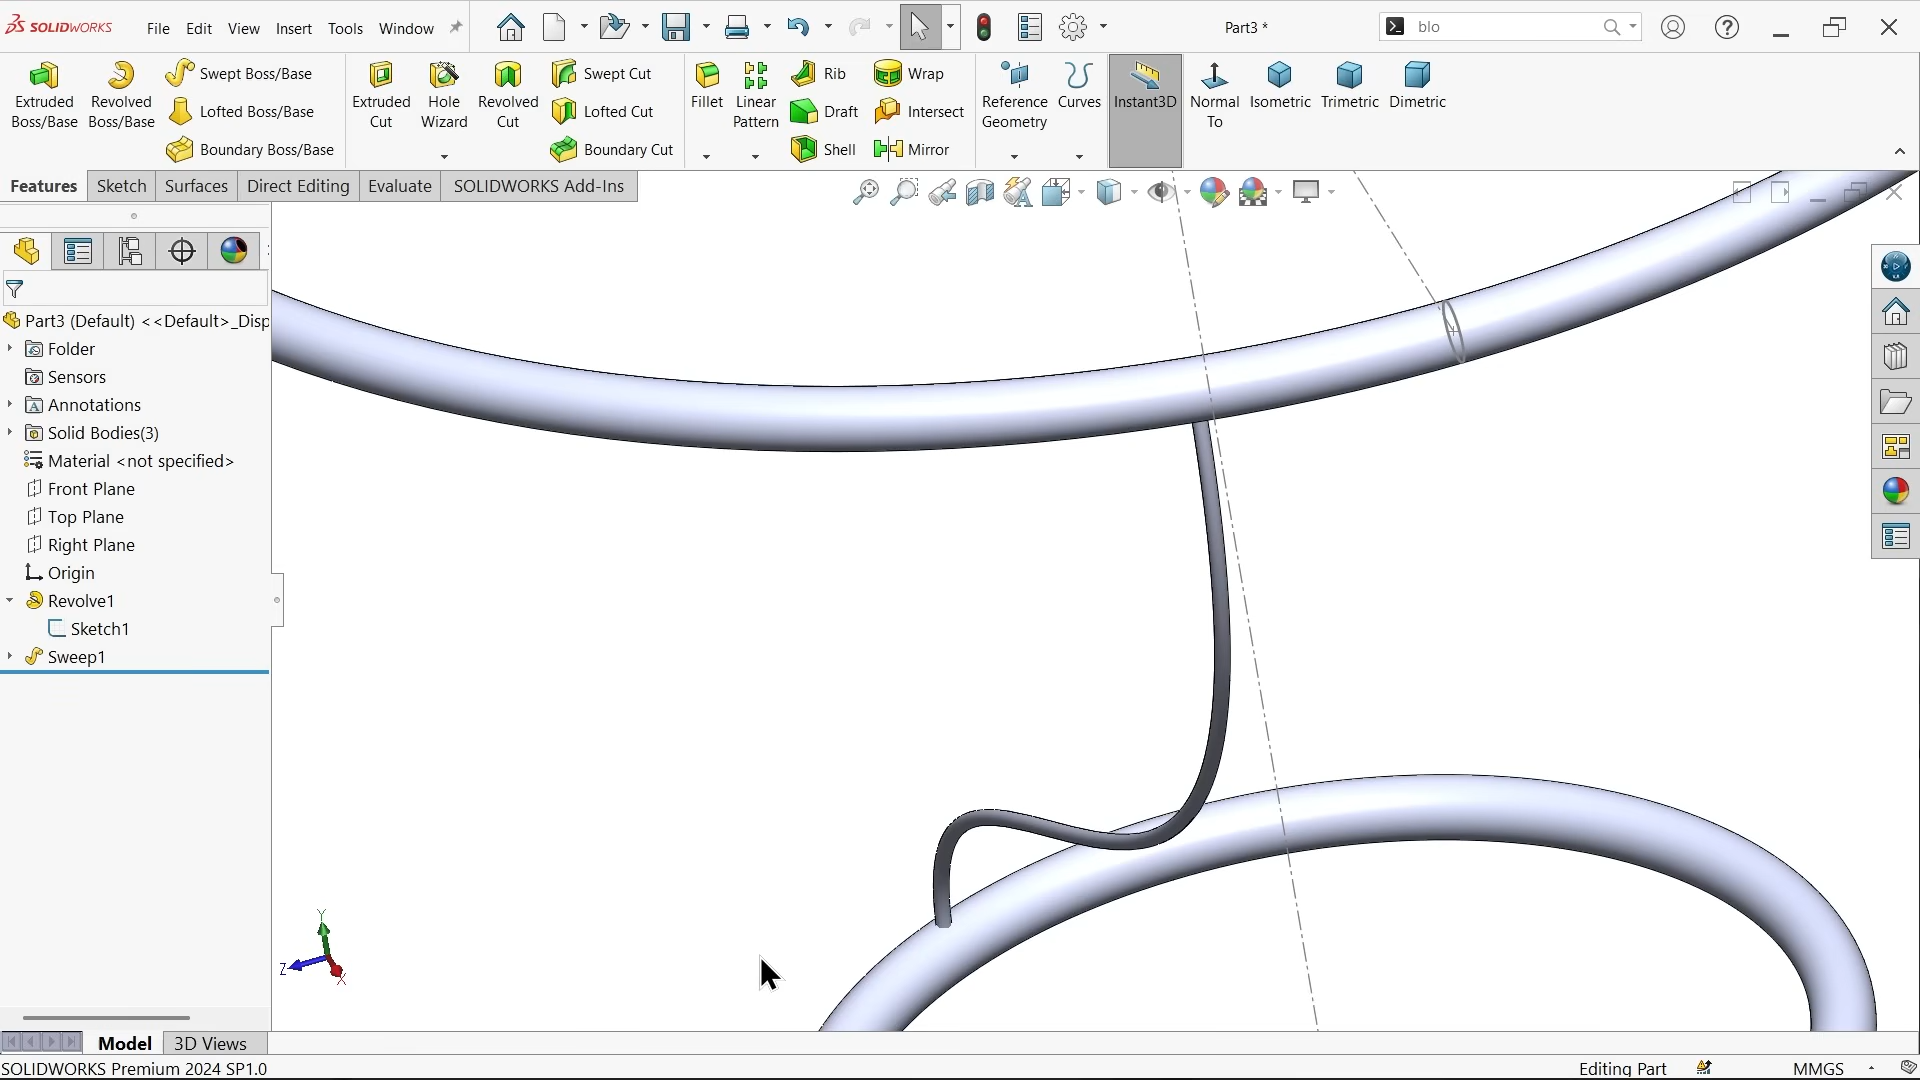 SOLIDWORKS File Edit View Insert Tools Window Part3 * blo
Extruded Boss/Base
Revolved Boss/Base
Swept Boss/Base
Lofted Boss/Base
Boundary Boss/Base
Extruded Cut
Hole Wizard
Revolved Cut
Swept Cut
Lofted Cut
Boundary Cut
Fillet
Linear Pattern
Rib
Draft
Shell
Wrap
Intersect
Mirror
Reference Geometry
Curves
Instant3D
Normal To
Isometric
Trimetric
Dimetric
Features Sketch Surfaces Direct Editing Evaluate SOLIDWORKS Add-Ins
Part3 (Default) <<Default>_Disp
Folder
Sensors
Annotations
Solid Bodies(3)
Material <not specified>
Front Plane
Top Plane
Right Plane
Origin
Revolve1
Sketch1
Sweep1
Y
Z
X
Model 3D Views
SOLIDWORKS Premium 2024 SP1.0 Editing Part MMGS